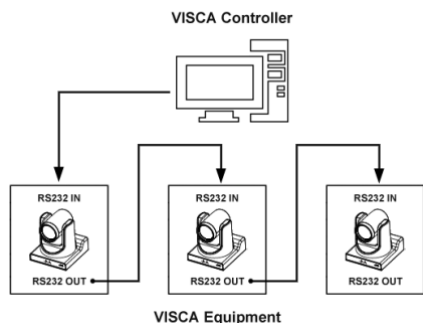 VISCA Controller
RS232 IN
RS232 IN
RS232 IN
RS232 OUT
RS232 OUT
RS232 OUT
VISCA Equipment